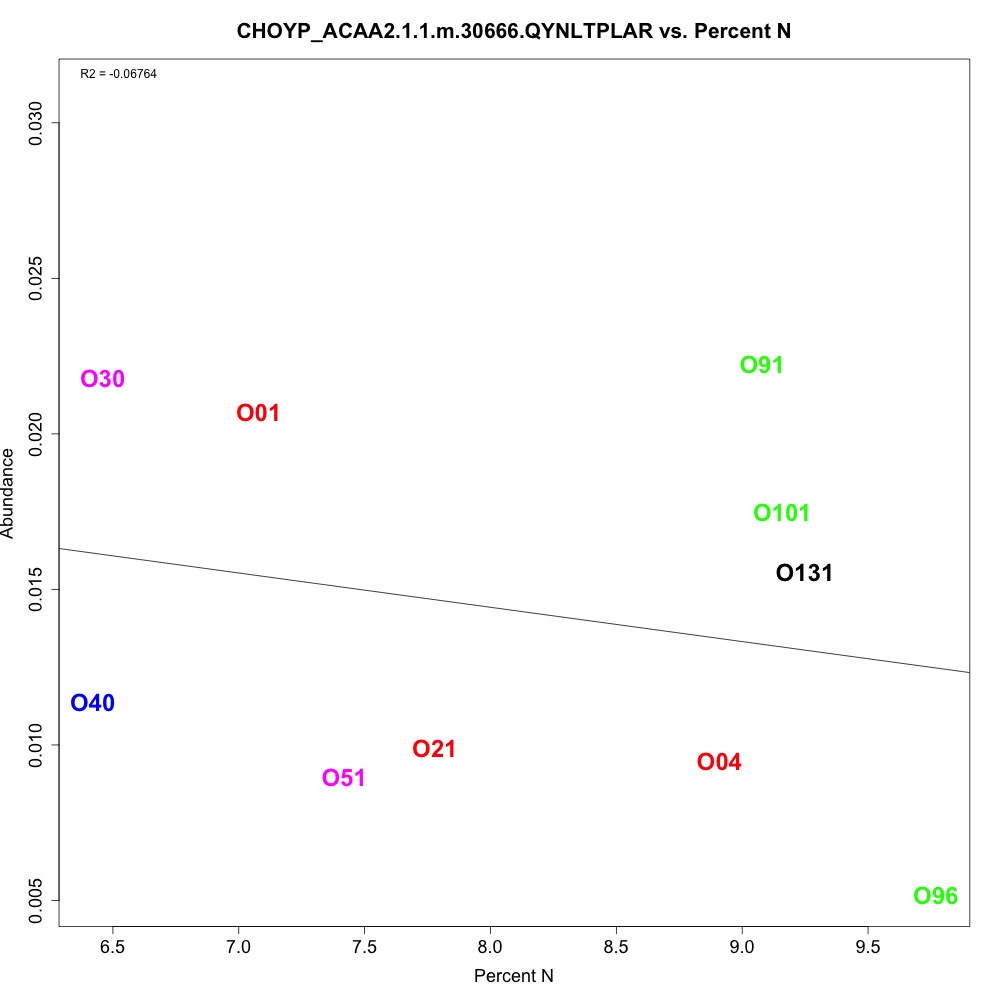 CHOYP_ACAA2.1.1.m.30666.QYNLTPLAR vs. Percent N
R2 = -0.06764
0.030
0.025
0.020
0.015
0.010
0.005
Abundance
O30
O01
O91
O101
O131
O40
O21
O51
O04
O96
6.5 7.0 7.5 8.0 8.5 9.0 9.5
Percent N